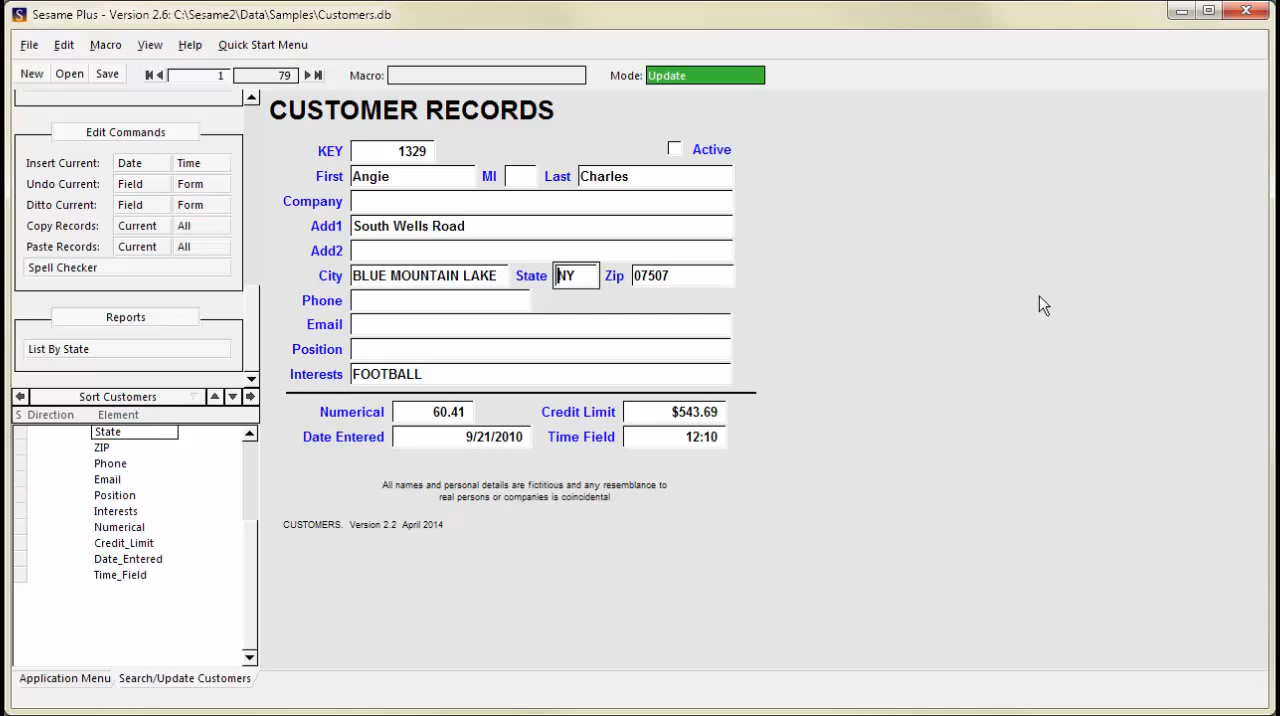 Sesame Plus - Version 2.6: C:\Sesame2\Data\Samples\Customers.db
File Edit Macro View Help Quick Start Menu
New Open Save 1 79 Macro: Mode: Update
Edit Commands
Insert Current: Date Time
Undo Current: Field Form
Ditto Current: Field Form
Copy Records: Current All
Paste Records: Current All
Spell Checker
Reports
List By State
Sort Customers
S Direction Element
State
ZIP
Phone
Email
Position
Interests
Numerical
Credit_Limit
Date_Entered
Time_Field
Application Menu Search/Update Customers
CUSTOMER RECORDS
KEY 1329 Active
First Angie MI Last Charles
Company
Add1 South Wells Road
Add2
City BLUE MOUNTAIN LAKE State NY Zip 07507
Phone
Email
Position
Interests FOOTBALL
Numerical 60.41 Credit Limit $543.69
Date Entered 9/21/2010 Time Field 12:10
All names and personal details are fictitious and any resemblance to
real persons or companies is coincidental
CUSTOMERS. Version 2.2 April 2014